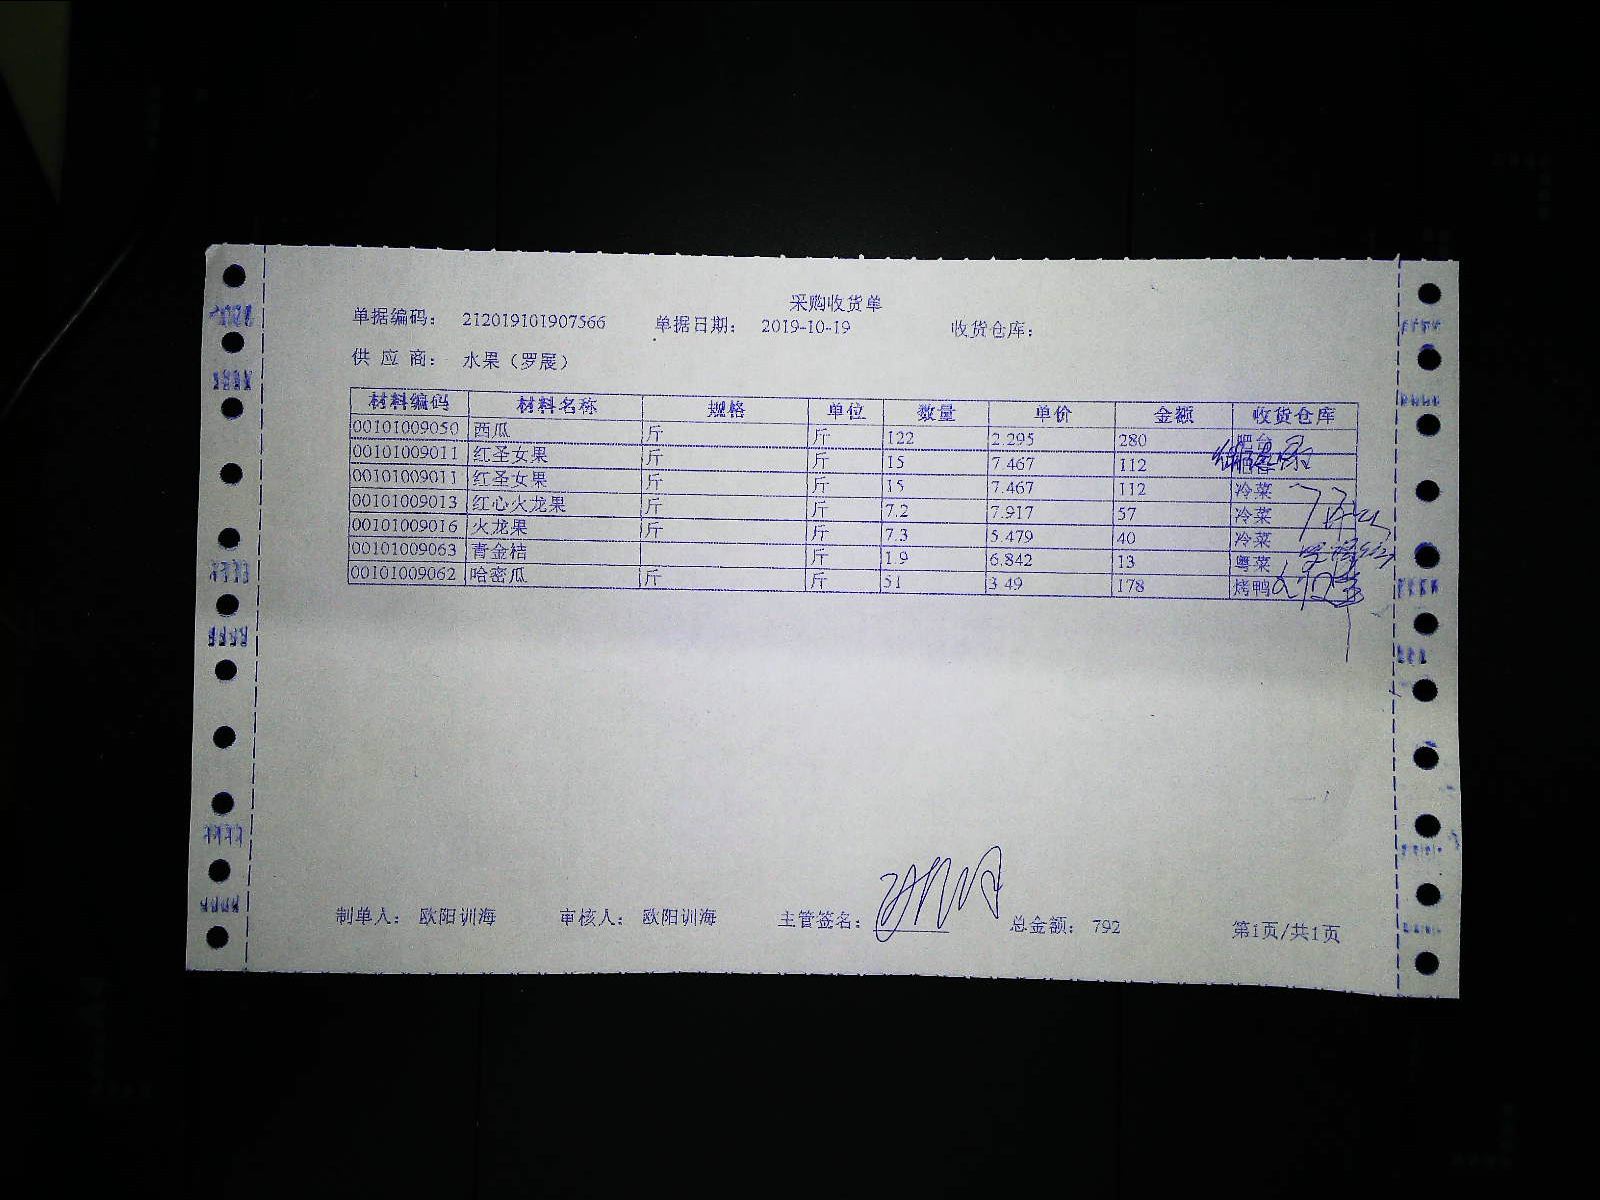 采购收货单
单据编码： 212019101907566 单据日期： 2019-10-19 收货仓库：
供 应 商： 水果（罗展）
材料编码 材料名称 规格 单位 数量 单价 金额 收货仓库
00101009050 西瓜 斤 斤 122 2.295 280 吧台
00101009011 红圣女果 斤 斤 15 7.467 112
00101009011 红圣女果 斤 斤 15 7.467 112 冷菜
00101009013 红心火龙果 斤 斤 7.2 7.917 57 冷菜
00101009016 火龙果 斤 斤 7.3 5.479 40 冷菜
00101009063 青金桔 斤 1.9 6.842 13 粤菜
00101009062 哈密瓜 斤 斤 51 3.49 178 烤鸭
制单人： 欧阳训海 审核人： 欧阳训海 主管签名： 总金额： 792 第1页/共1页